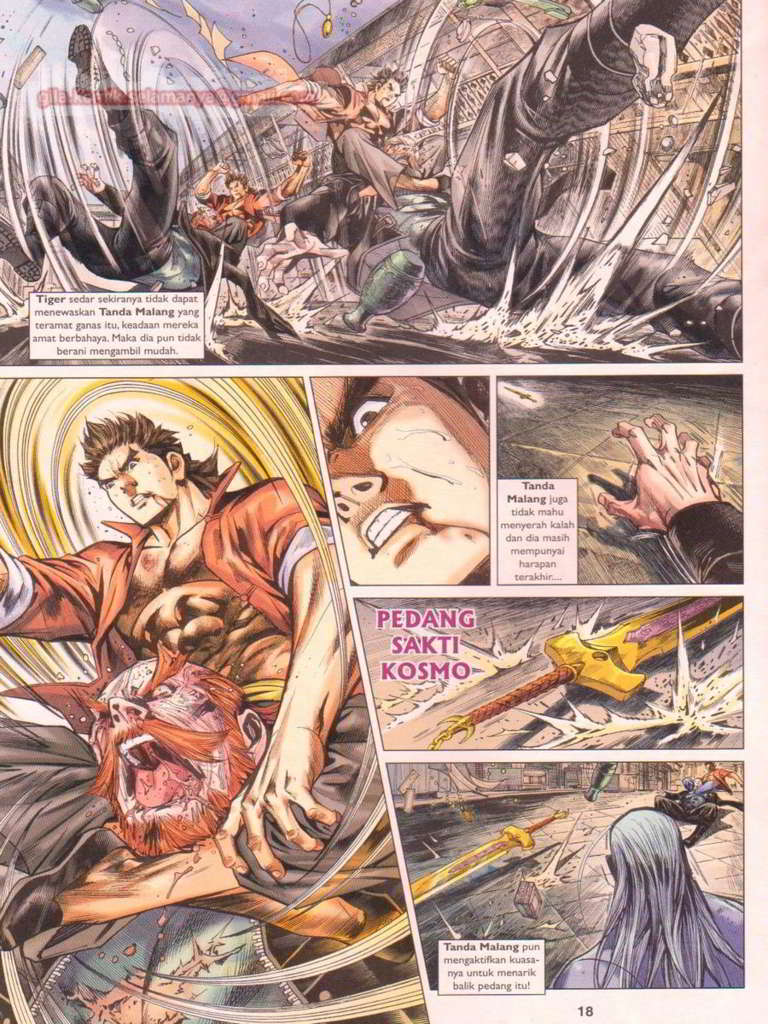 Tiger sedar sekiranya tidak dapat
menewaskan Tanda Malang yang
teramat ganas itu, keadaan mereka
amat berbahaya. Maka dia pun tidak
berani mengambil mudah.
Tanda
Malang juga
tidak mahu
menyerah kalah
dan dia masih
mempunyai
harapan
terakhir....
PEDANG
SAKTI
KOSMO
Tanda Malang pun
mengaktifkan kuasa-
nya untuk menarik
balik pedang itu!
18